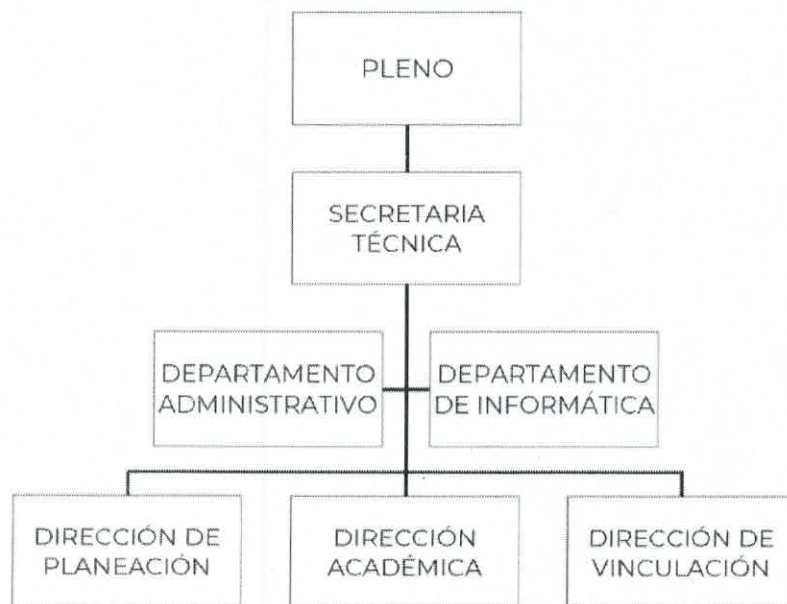 PLENO
SECRETARIA
TÉCNICA
DEPARTAMENTO
ADMINISTRATIVO
DEPARTAMENTO
DE INFORMÁTICA
DIRECCIÓN DE
PLANEACIÓN
DIRECCIÓN
ACADÉMICA
DIRECCIÓN DE
VINCULACIÓN